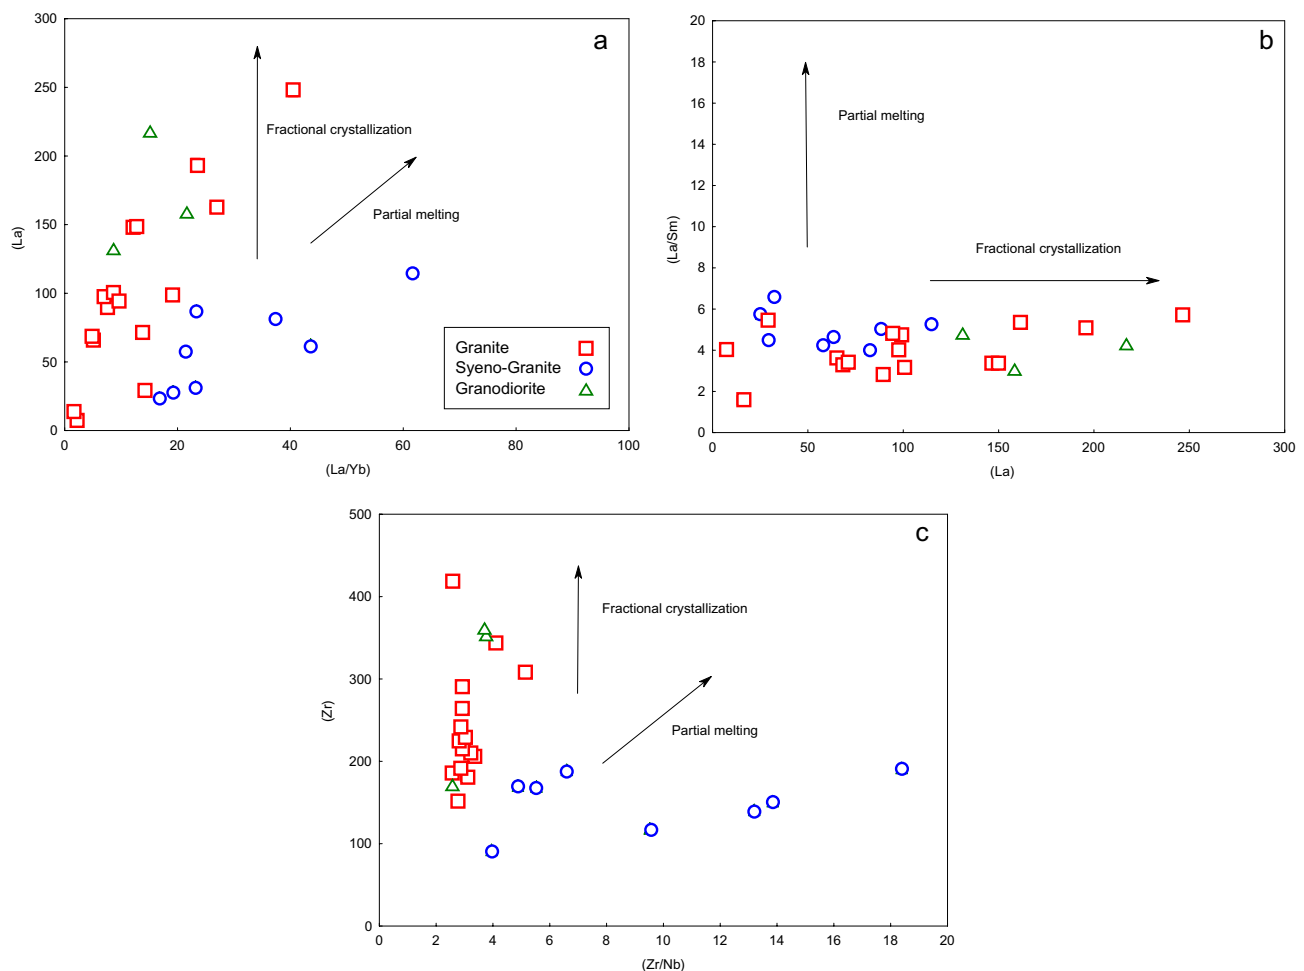 a
300
250
200
150
100
50
0
(La)
Fractional crystallization
Partial melting
Granite
Syeno-Granite
Granodiorite
0 20 40 60 80 100
(La/Yb)
b
20
18
16
14
12
10
8
6
4
2
0
(La/Sm)
Partial melting
Fractional crystallization
0 50 100 150 200 250 300
(La)
c
500
400
300
200
100
0
(Zr)
Fractional crystallization
Partial melting
0 2 4 6 8 10 12 14 16 18 20
(Zr/Nb)